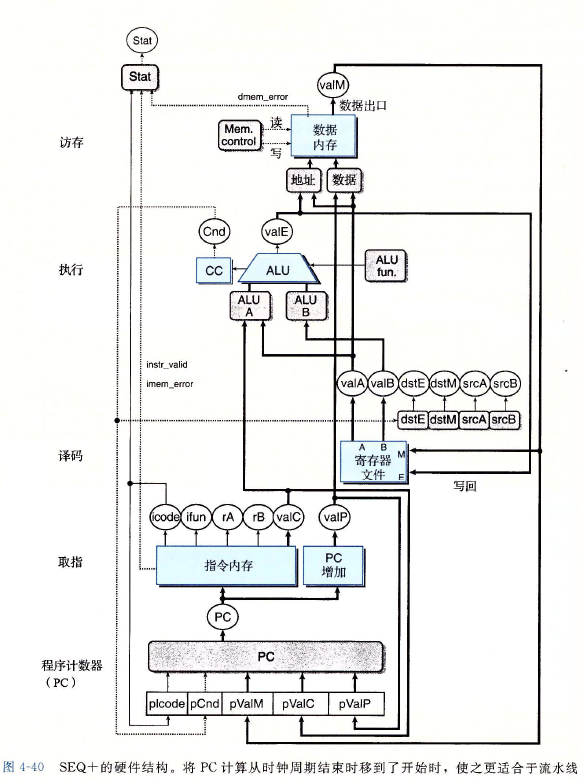 Stat
Stat
dmem_error
valM
数据出口
访存
Mem.
control
读
写
数据
内存
地址
数据
Cnd
valE
执行
CC
ALU
ALU
fun.
ALU
A
ALU
B
instr_valid
imem_error
valA
valB
dstE
dstM
srcA
srcB
dstE
dstM
srcA
srcB
译码
A
B
M
E
寄存器
文件
写回
icode
ifun
rA
rB
valC
valP
取指
指令内存
PC
增加
PC
程序计数器
（PC）
PC
pIcode
pCnd
pValM
pValC
pValP
图 4-40 SEQ+的硬件结构。将 PC 计算从时钟周期结束时移到了开始时，使之更适合于流水线